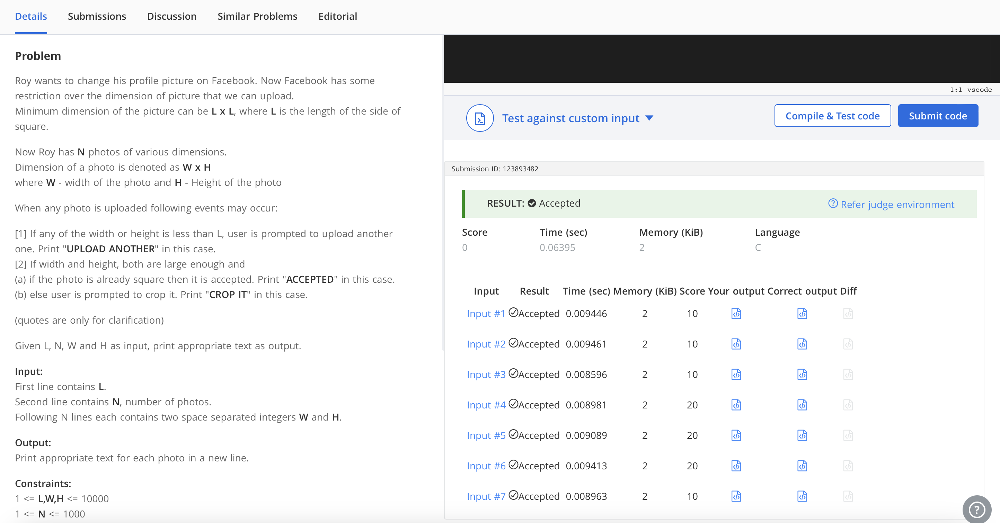 Details Submissions Discussion Similar Problems Editorial
Problem
Roy wants to change his profile picture on Facebook. Now Facebook has some
restriction over the dimension of picture that we can upload.
Minimum dimension of the picture can be L x L, where L is the length of the side of
square.
Now Roy has N photos of various dimensions.
Dimension of a photo is denoted as W x H
where W - width of the photo and H - Height of the photo
When any photo is uploaded following events may occur:
[1] If any of the width or height is less than L, user is prompted to upload another
one. Print "UPLOAD ANOTHER" in this case.
[2] If width and height, both are large enough and
(a) if the photo is already square then it is accepted. Print "ACCEPTED" in this case.
(b) else user is prompted to crop it. Print "CROP IT" in this case.
(quotes are only for clarification)
Given L, N, W and H as input, print appropriate text as output.
Input:
First line contains L.
Second line contains N, number of photos.
Following N lines each contains two space separated integers W and H.
Output:
Print appropriate text for each photo in a new line.
Constraints:
1 <= L,W,H <= 10000
1 <= N <= 1000
1:1 vscode
Test against custom input
Compile & Test code
Submit code
Submission ID: 123893482
RESULT: Accepted
Refer judge environment
Score Time (sec) Memory (KiB) Language
0 0.06395 2 C
Input Result Time (sec) Memory (KiB) Score Your output Correct output Diff
Input #1 Accepted 0.009446 2 10
Input #2 Accepted 0.009461 2 10
Input #3 Accepted 0.008596 2 10
Input #4 Accepted 0.008981 2 20
Input #5 Accepted 0.009089 2 20
Input #6 Accepted 0.009413 2 20
Input #7 Accepted 0.008963 2 10